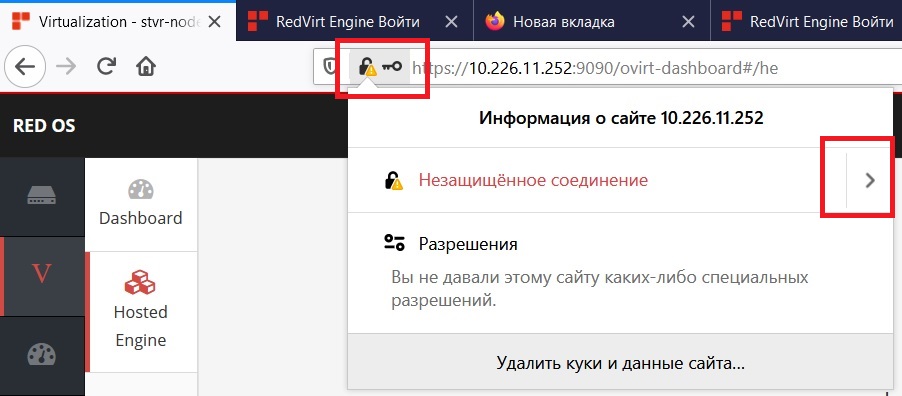 Virtualization - stvr-node
RedVirt Engine Войти
Новая вкладка
RedVirt Engine Войти
https://10.226.11.252:9090/ovirt-dashboard#/he
RED OS
Информация о сайте 10.226.11.252
Незащищённое соединение
Dashboard
Разрешения
Вы не давали этому сайту каких-либо специальных
разрешений.
V
Hosted
Engine
Удалить куки и данные сайта...